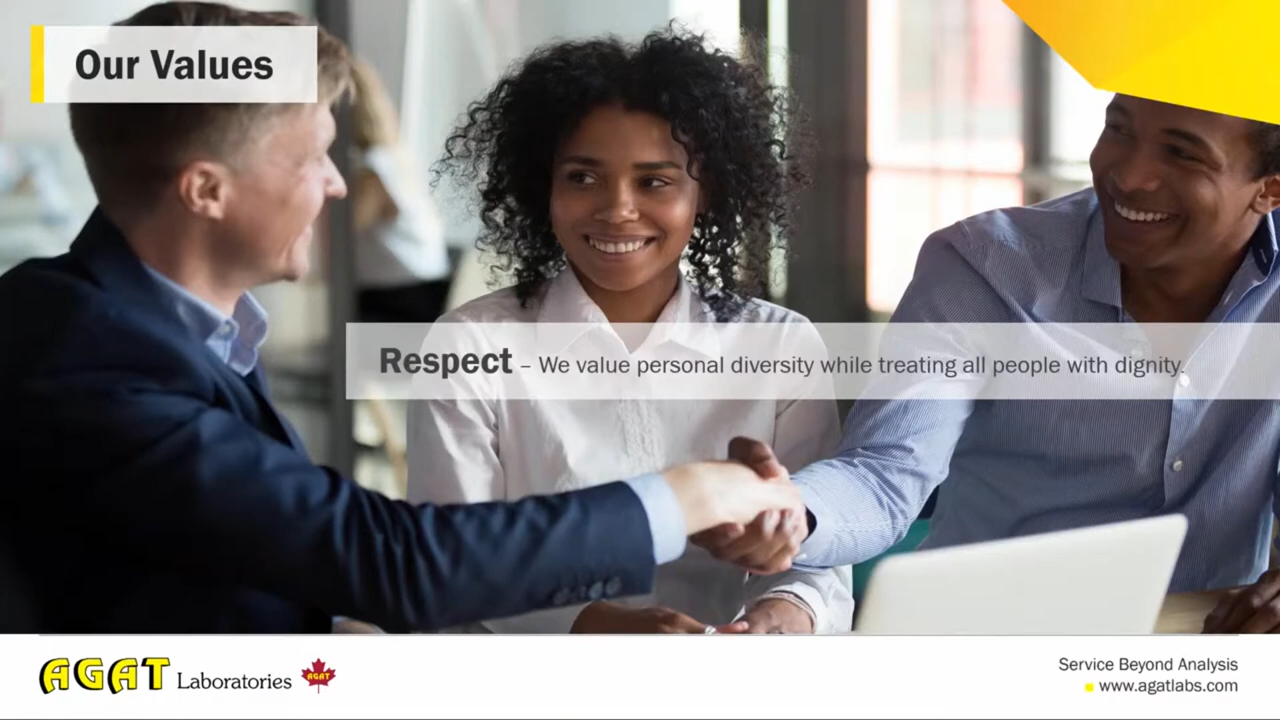 Our Values
Respect – We value personal diversity while treating all people with dignity.
AGAT Laboratories AGAT
Service Beyond Analysis
www.agatlabs.com